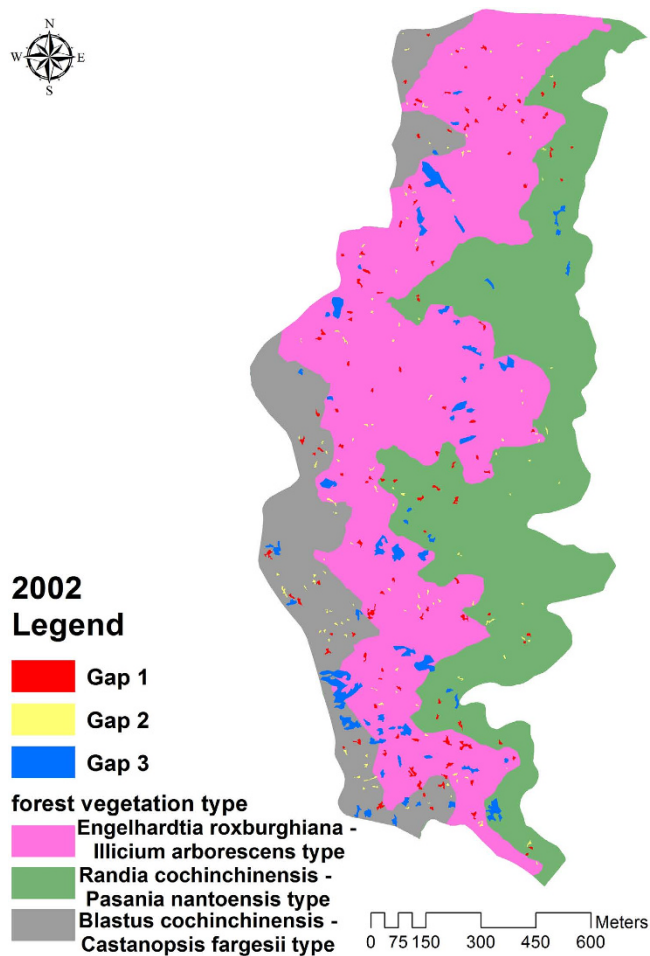 N
W E
S
2002
Legend
Gap 1
Gap 2
Gap 3
forest vegetation type
Engelhardtia roxburghiana -
Illicium arborescens type
Randia cochinchinensis -
Pasania nantoensis type
Blastus cochinchinensis -
Castanopsis fargesii type
Meters
0 75 150 300 450 600